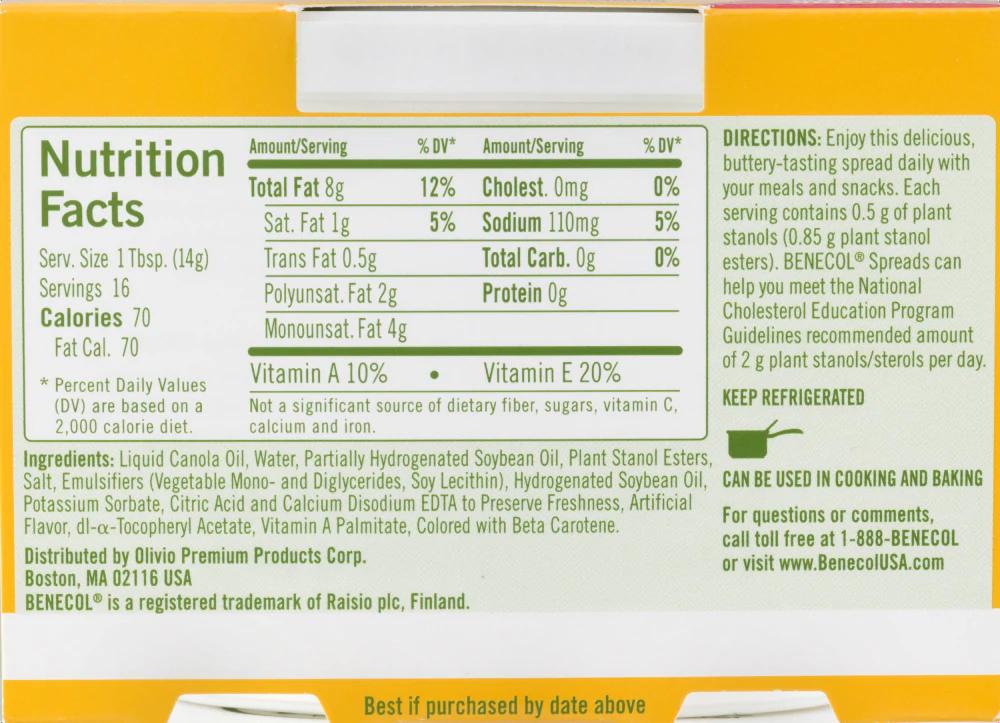 Nutrition
Facts
Serv. Size 1 Tbsp. (14g)
Servings 16
Calories 70
Fat Cal. 70
* Percent Daily Values
(DV) are based on a
2,000 calorie diet.
Amount/Serving % DV* Amount/Serving % DV*
Total Fat 8g 12% Cholest. 0mg 0%
Sat. Fat 1g 5% Sodium 110mg 5%
Trans Fat 0.5g Total Carb. 0g 0%
Polyunsat. Fat 2g Protein 0g
Monounsat. Fat 4g
Vitamin A 10% • Vitamin E 20%
Not a significant source of dietary fiber, sugars, vitamin C,
calcium and iron.
Ingredients: Liquid Canola Oil, Water, Partially Hydrogenated Soybean Oil, Plant Stanol Esters,
Salt, Emulsifiers (Vegetable Mono- and Diglycerides, Soy Lecithin), Hydrogenated Soybean Oil,
Potassium Sorbate, Citric Acid and Calcium Disodium EDTA to Preserve Freshness, Artificial
Flavor, dl-α-Tocopheryl Acetate, Vitamin A Palmitate, Colored with Beta Carotene.
Distributed by Olivio Premium Products Corp.
Boston, MA 02116 USA
BENECOL® is a registered trademark of Raisio plc, Finland.
DIRECTIONS: Enjoy this delicious,
buttery-tasting spread daily with
your meals and snacks. Each
serving contains 0.5 g of plant
stanols (0.85 g plant stanol
esters). BENECOL® Spreads can
help you meet the National
Cholesterol Education Program
Guidelines recommended amount
of 2 g plant stanols/sterols per day.
KEEP REFRIGERATED
CAN BE USED IN COOKING AND BAKING
For questions or comments,
call toll free at 1-888-BENECOL
or visit www.BenecolUSA.com
Best if purchased by date above